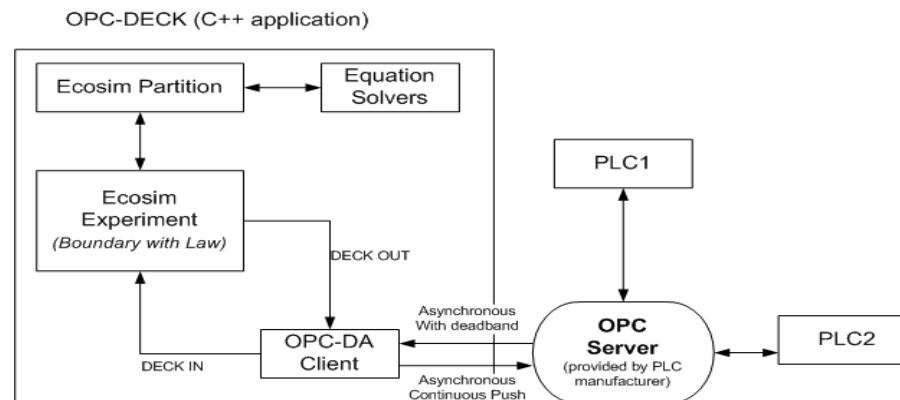 OPC-DECK (C++ application)
Ecosim Partition
Equation
Solvers
PLC1
Ecosim
Experiment
(Boundary with Law)
DECK OUT
Asynchronous
With deadband
OPC-DA
Client
DECK IN
Asynchronous
Continuous Push
OPC
Server
(provided by PLC
manufacturer)
PLC2